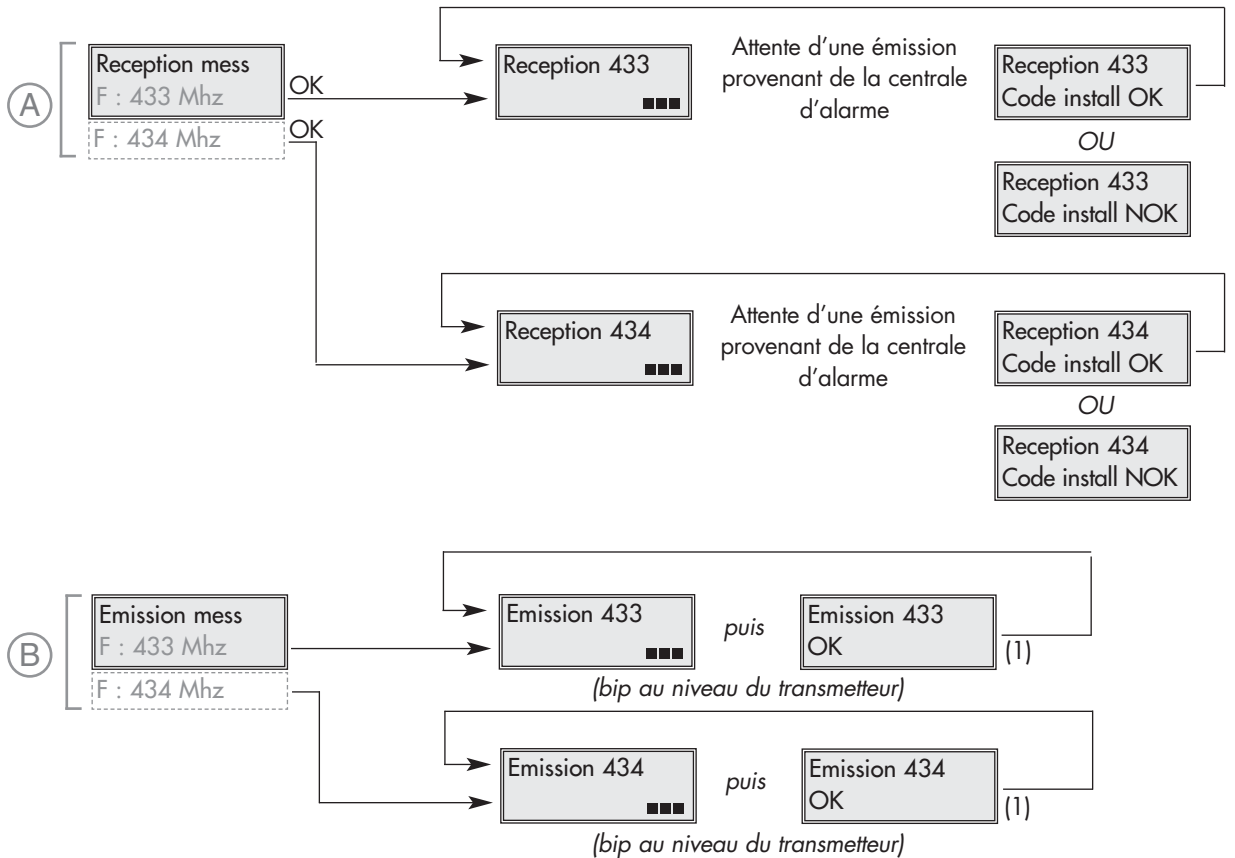 A
Reception mess
F : 433 Mhz
F : 434 Mhz
OK
OK
Reception 433
Attente d’une émission
provenant de la centrale
d’alarme
Reception 433
Code install OK
OU
Reception 433
Code install NOK
Reception 434
Attente d’une émission
provenant de la centrale
d’alarme
Reception 434
Code install OK
OU
Reception 434
Code install NOK
B
Emission mess
F : 433 Mhz
F : 434 Mhz
Emission 433
puis
Emission 433
OK
(1)
(bip au niveau du transmetteur)
Emission 434
puis
Emission 434
OK
(1)
(bip au niveau du transmetteur)